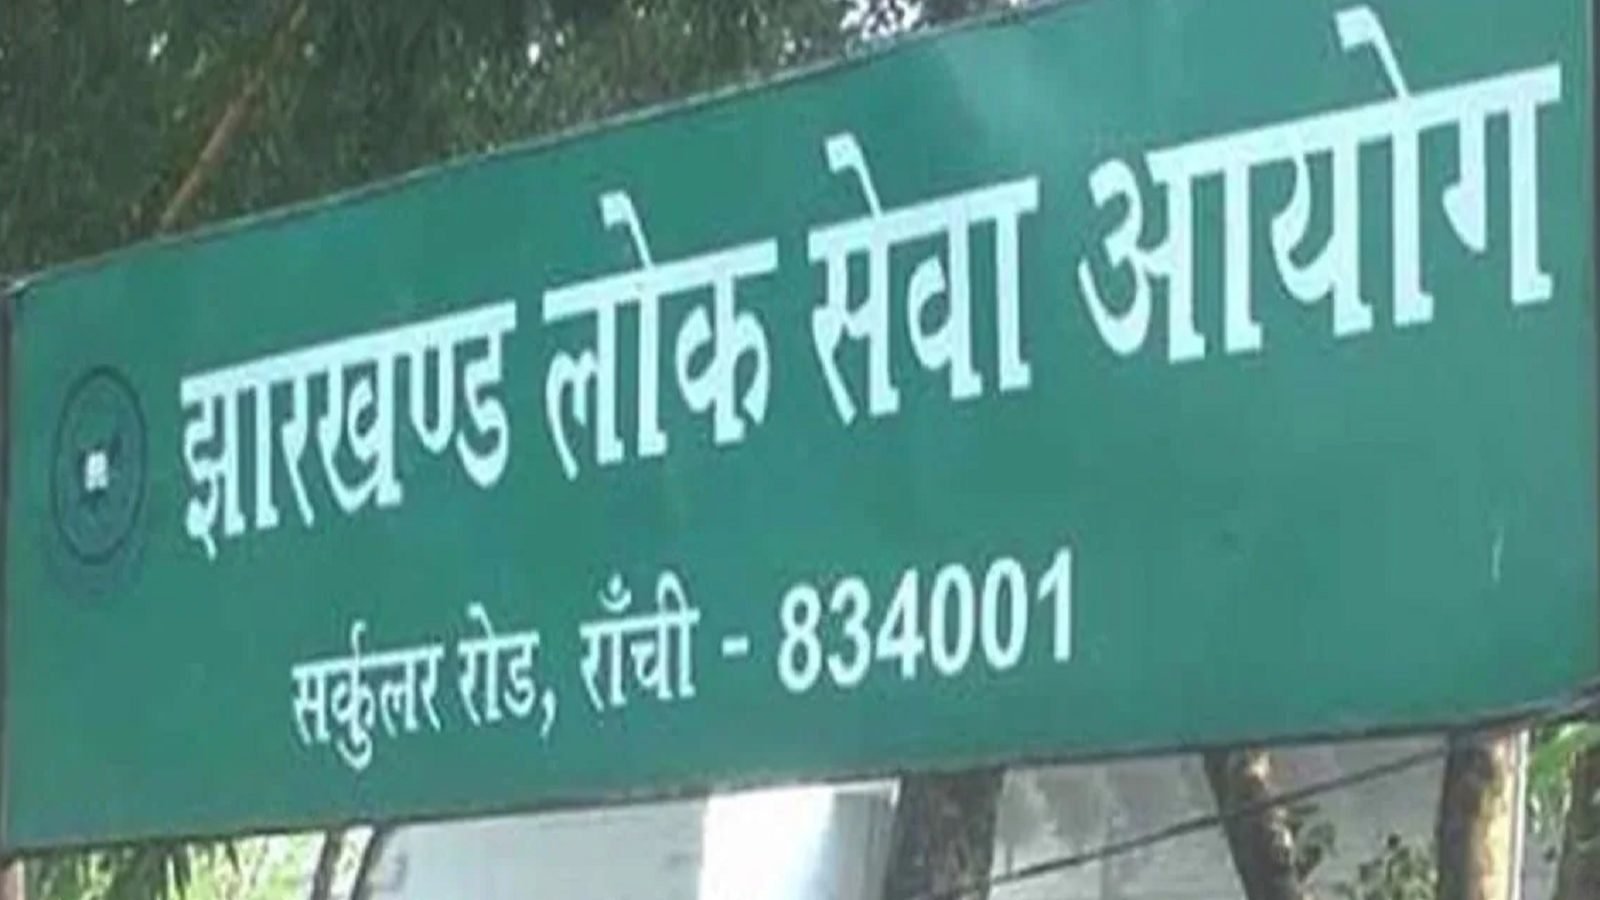 झारखण्ड लोक सेवा आयोग
सर्कुलर रोड, राँची - 834001